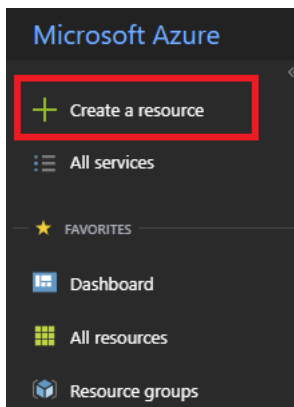 Microsoft Azure
Create a resource
All services
FAVORITES
Dashboard
All resources
Resource groups